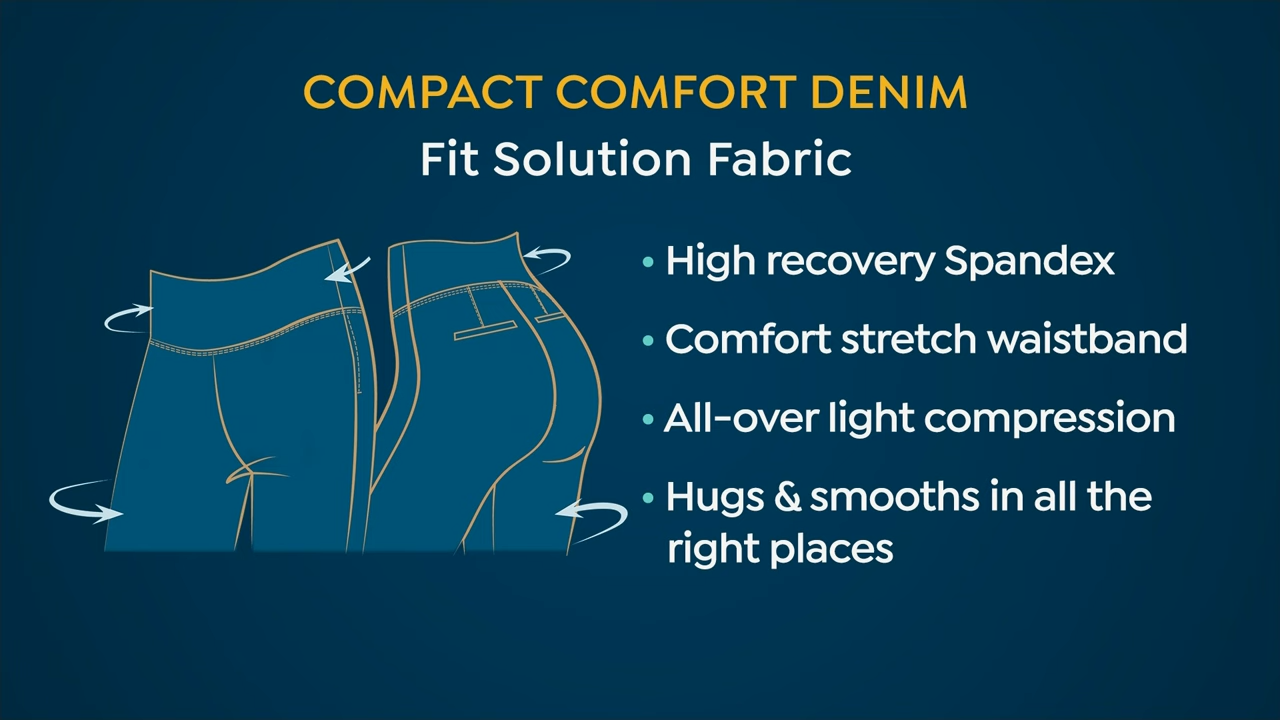 COMPACT COMFORT DENIM
Fit Solution Fabric
• High recovery Spandex
• Comfort stretch waistband
• All-over light compression
• Hugs & smooths in all the
right places